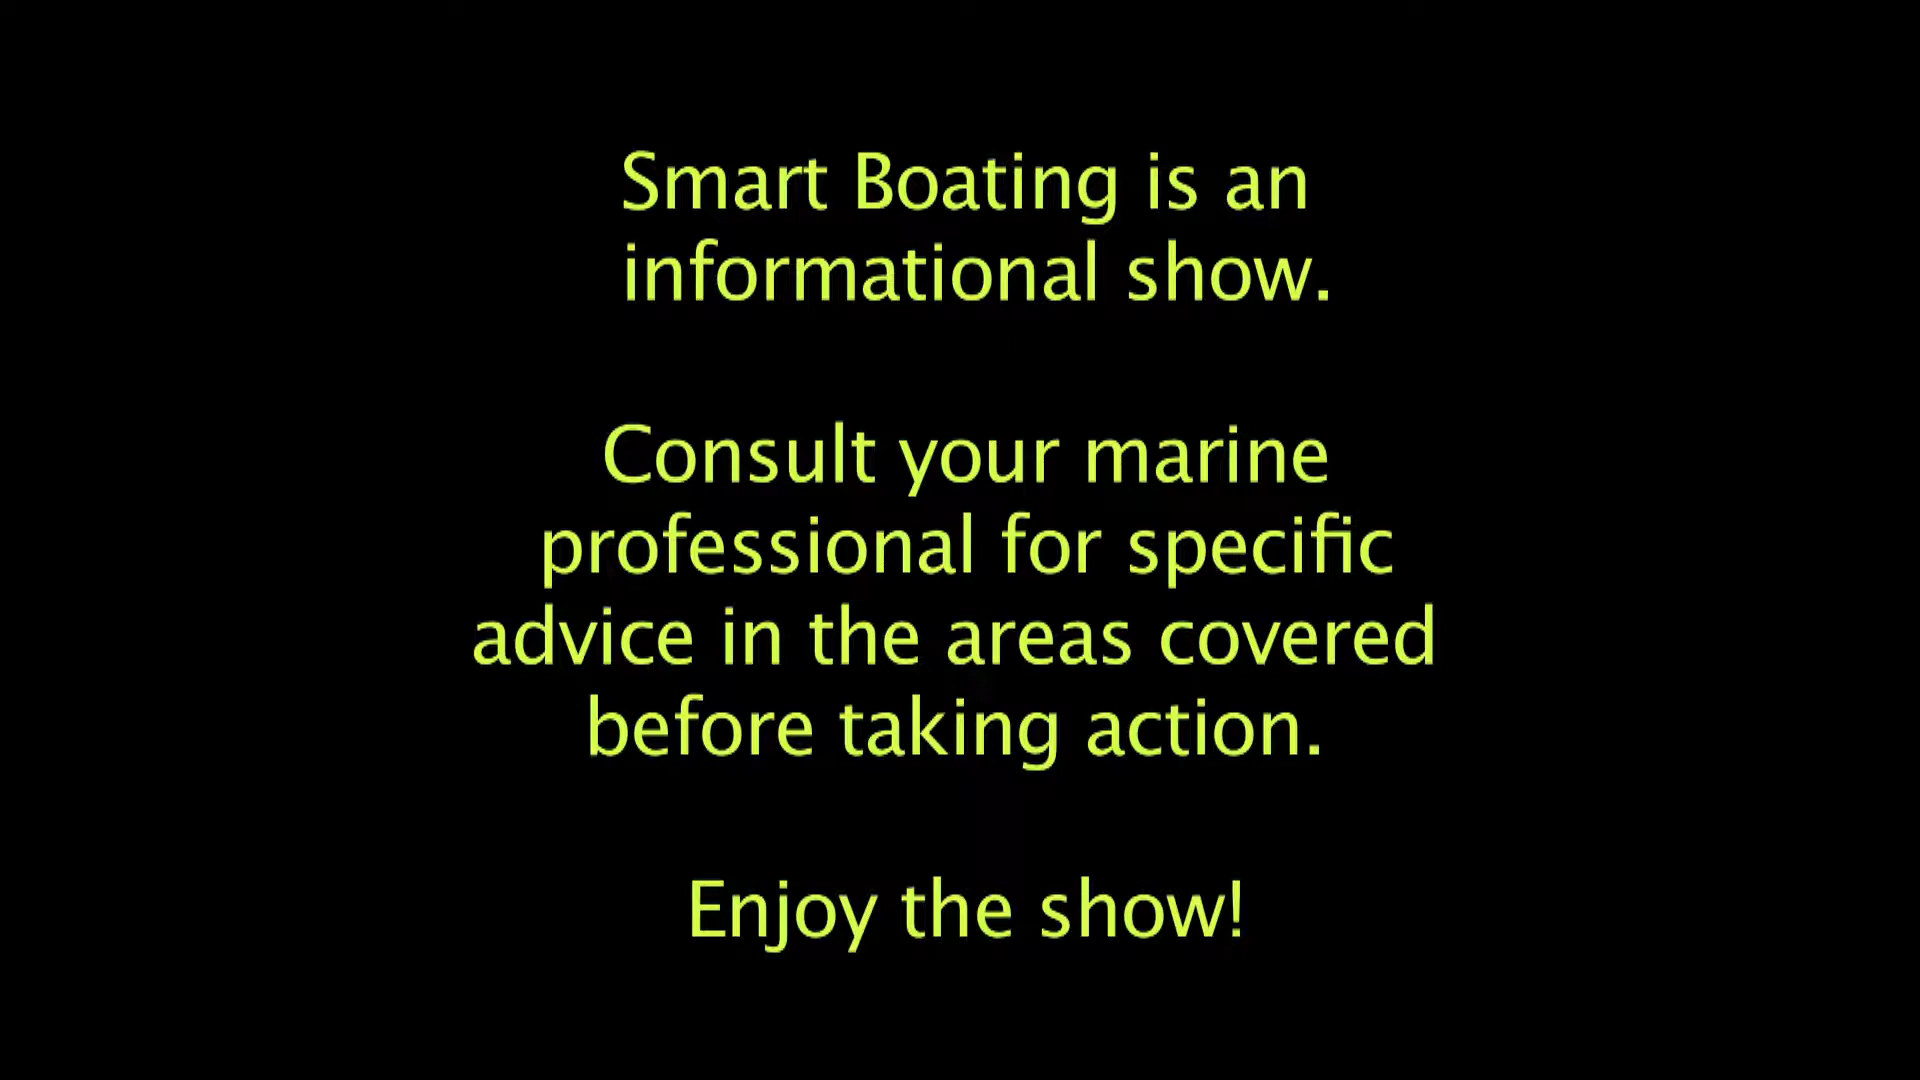 Smart Boating is an
informational show.
Consult your marine
professional for specific
advice in the areas covered
before taking action.
Enjoy the show!